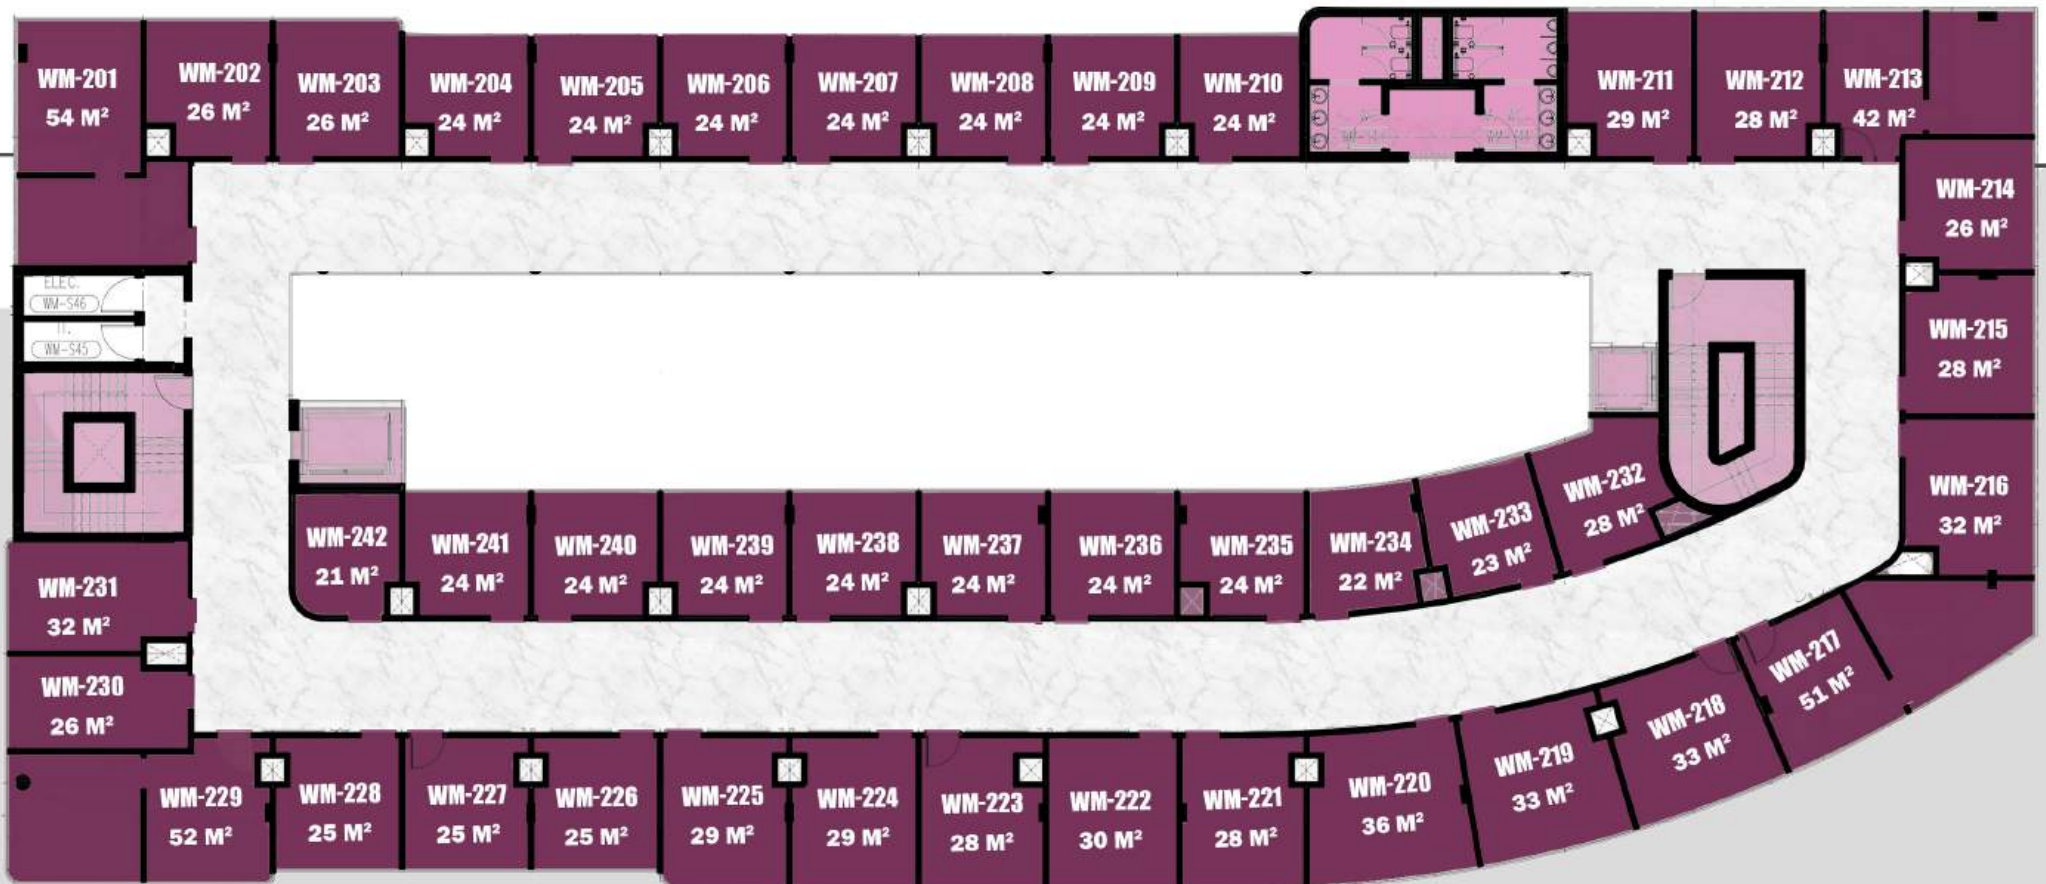 WM-201
54 M²
WM-202
26 M²
WM-203
26 M²
WM-204
24 M²
WM-205
24 M²
WM-206
24 M²
WM-207
24 M²
WM-208
24 M²
WM-209
24 M²
WM-210
24 M²
WM-211
29 M²
WM-212
28 M²
WM-213
42 M²
WM-214
26 M²
WM-215
28 M²
WM-216
32 M²
ELEC.
WM-S46
IT.
WM-S45
WM-242
21 M²
WM-241
24 M²
WM-240
24 M²
WM-239
24 M²
WM-238
24 M²
WM-237
24 M²
WM-236
24 M²
WM-235
24 M²
WM-234
22 M²
WM-233
23 M²
WM-232
28 M²
WM-231
32 M²
WM-230
26 M²
WM-229
52 M²
WM-228
25 M²
WM-227
25 M²
WM-226
25 M²
WM-225
29 M²
WM-224
29 M²
WM-223
28 M²
WM-222
30 M²
WM-221
28 M²
WM-220
36 M²
WM-219
33 M²
WM-218
33 M²
WM-217
51 M²